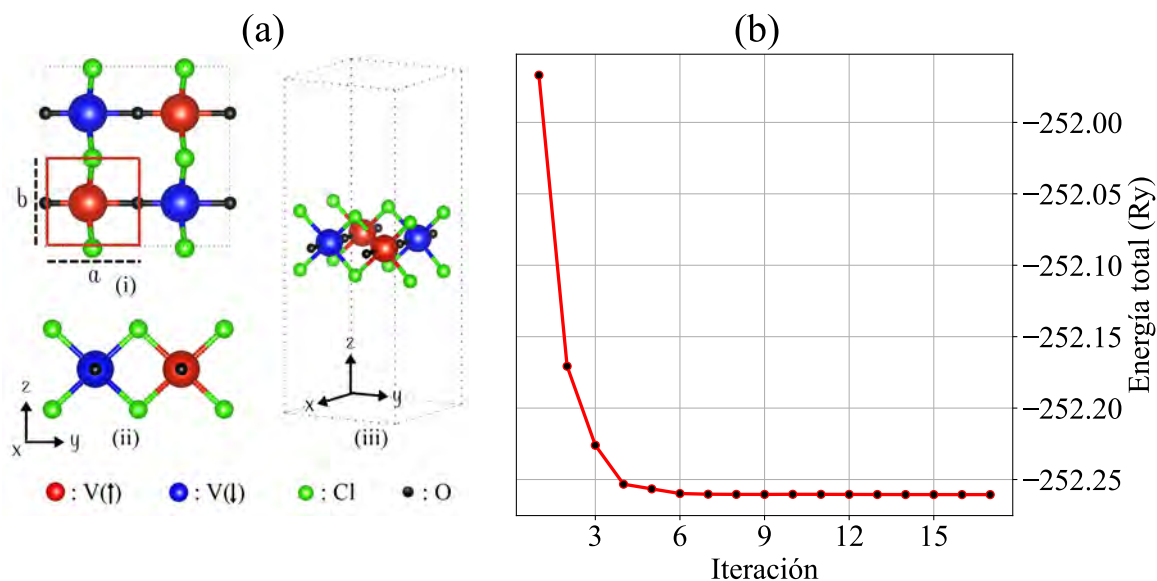 (a)
b
a
(i)
z
x
y
(ii)
z
x
y
(iii)
: V(↑)
: V(↓)
: Cl
: O
(b)
−252.00
−252.05
−252.10
−252.15
−252.20
−252.25
Energía total (Ry)
3
6
9
12
15
Iteración